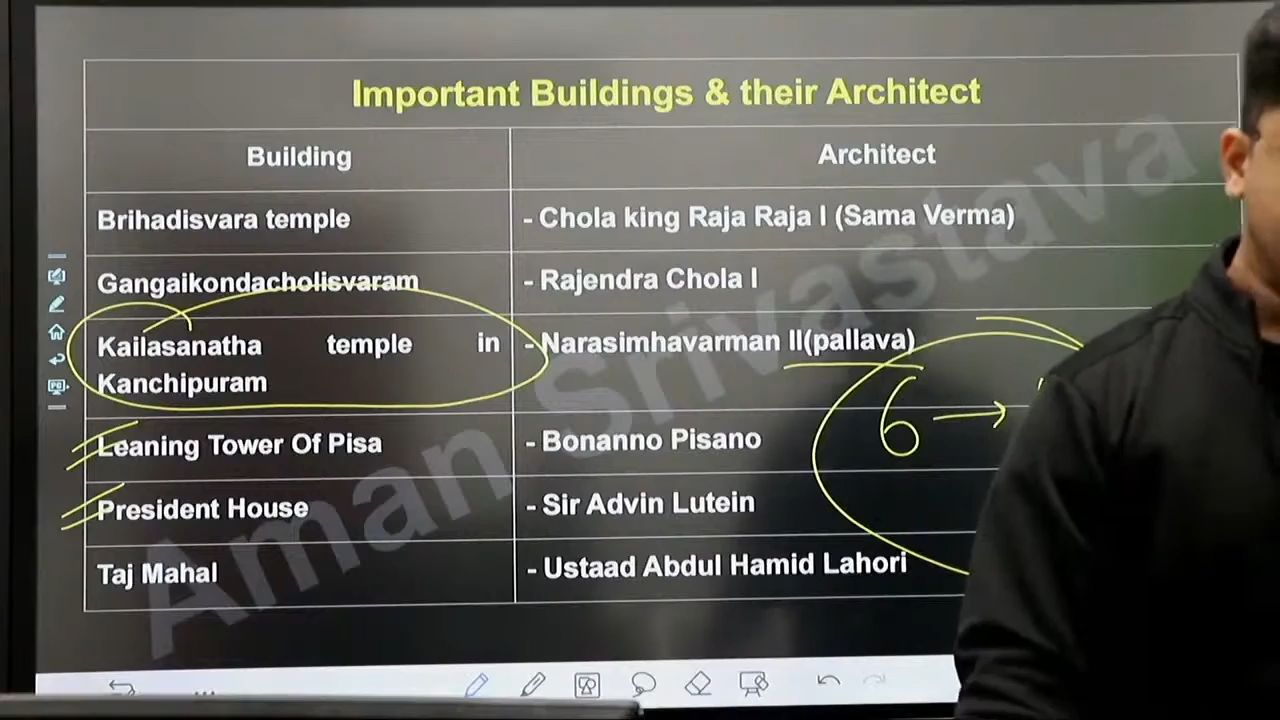 Important Buildings & their Architect
Building Architect
Brihadisvara temple - Chola king Raja Raja I (Sama Verma)
Gangaikondacholisvaram - Rajendra Chola I
Kailasanatha temple in - Narasimhavarman II(pallava)
Kanchipuram
6 →
Leaning Tower Of Pisa - Bonanno Pisano
President House - Sir Advin Lutein
Taj Mahal - Ustaad Abdul Hamid Lahori
Aman Srivastava